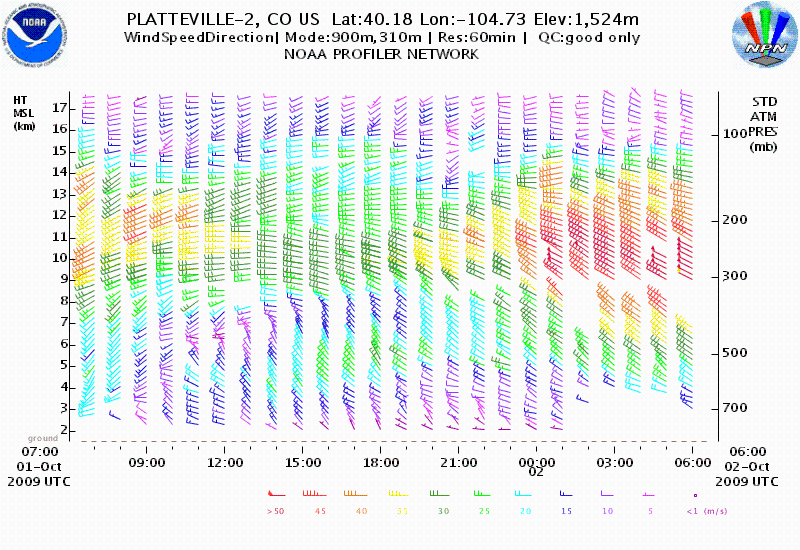 PLATTEVILLE-2, CO US  Lat:40.18 Lon:-104.73 Elev:1,524m
WindSpeedDirection| Mode:900m,310m | Res:60min |  QC:good only
NOAA PROFILER NETWORK
NOAA
NPN
HT
MSL
(km)
STD
ATM
PRES
(mb)
17
16
15
14
13
12
11
10
9
8
7
6
5
4
3
2
ground
100
200
300
500
700
07:00
01-Oct
2009 UTC
09:00
12:00
15:00
18:00
21:00
00:00
02
03:00
06:00
06:00
02-Oct
2009 UTC
>50 45 40 35 30 25 20 15 10 5 <1 (m/s)